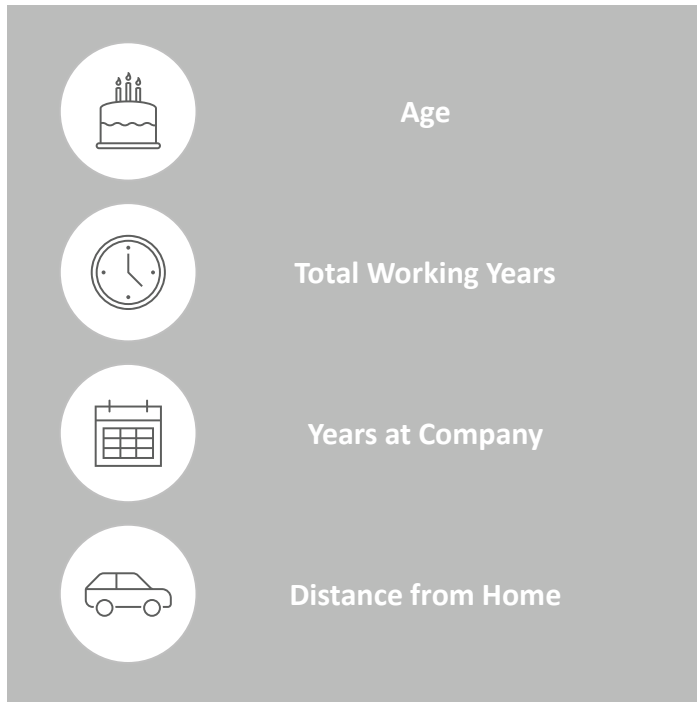 Age
Total Working Years
Years at Company
Distance from Home